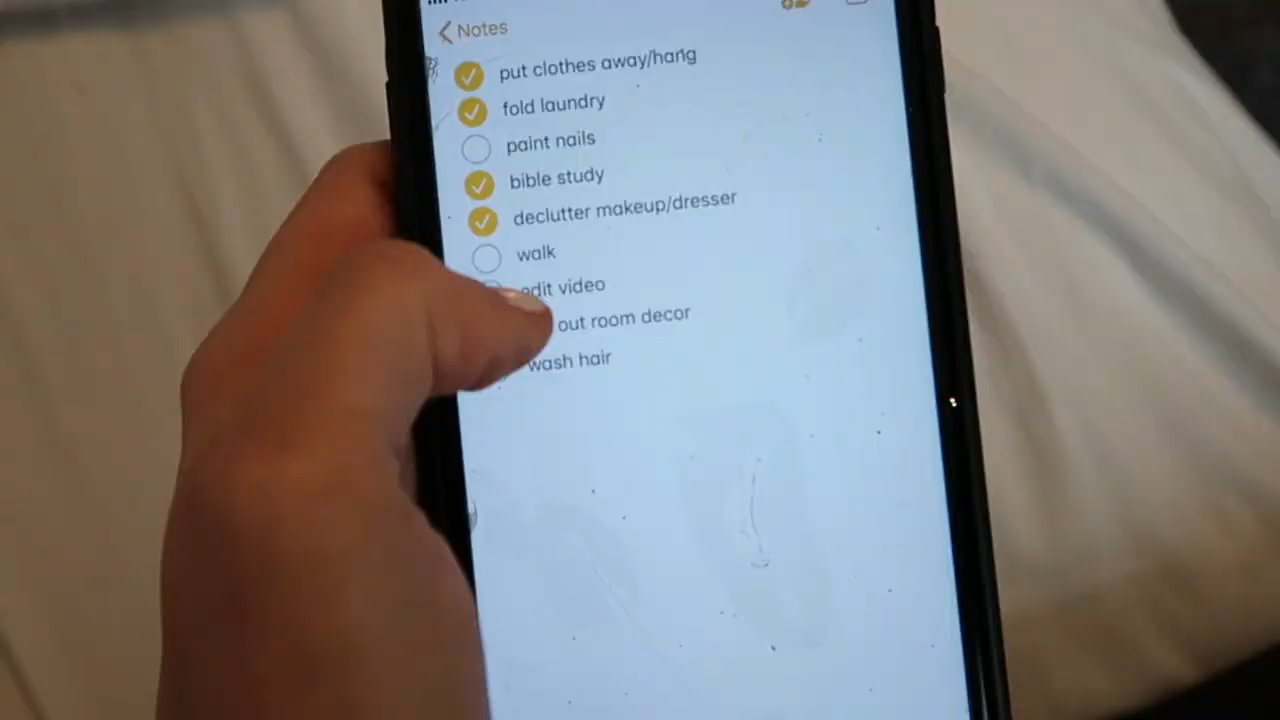 Notes
put clothes away/hang
fold laundry
paint nails
bible study
declutter makeup/dresser
walk
edit video
out room decor
wash hair